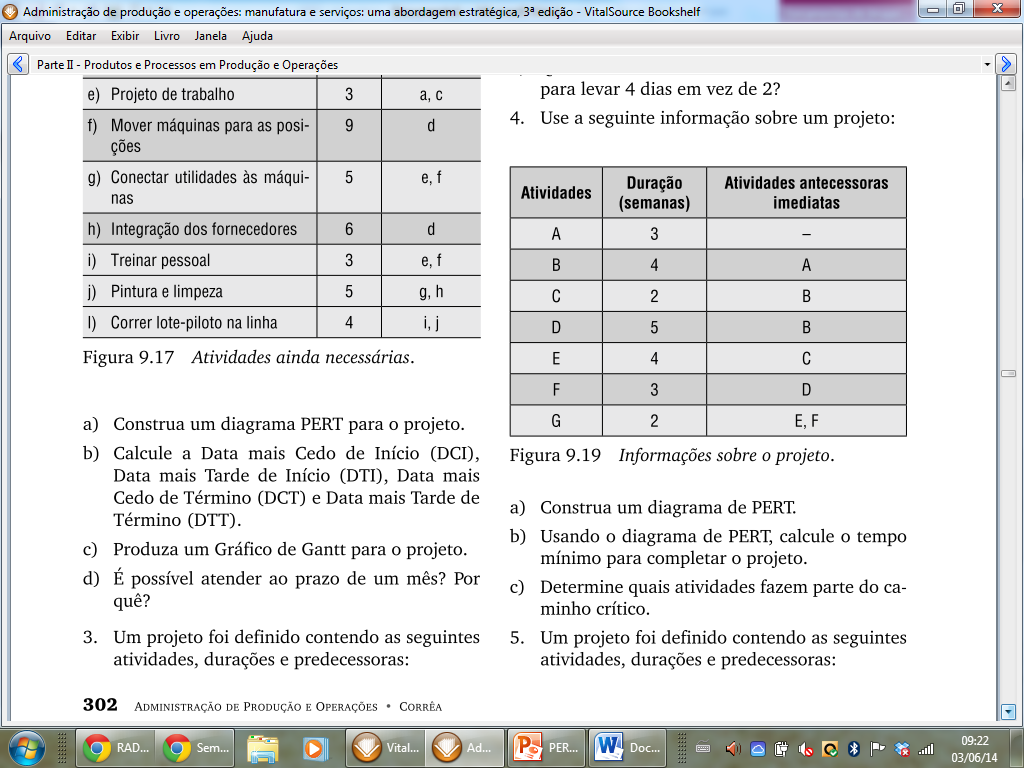 Administração de produção e operações: manufatura e serviços: uma abordagem estratégica, 3ª edição - VitalSource Bookshelf
Arquivo Editar Exibir Livro Janela Ajuda
Parte II - Produtos e Processos em Produção e Operações
e) Projeto de trabalho 3 a, c
f) Mover máquinas para as posi- 9 d
ções
g) Conectar utilidades às máqui- 5 e, f
nas
h) Integração dos fornecedores 6 d
i) Treinar pessoal 3 e, f
j) Pintura e limpeza 5 g, h
l) Correr lote-piloto na linha 4 i, j
Figura 9.17 Atividades ainda necessárias.
a) Construa um diagrama PERT para o projeto.
b) Calcule a Data mais Cedo de Início (DCI),
Data mais Tarde de Início (DTI), Data mais
Cedo de Término (DCT) e Data mais Tarde de
Término (DTT).
c) Produza um Gráfico de Gantt para o projeto.
d) É possível atender ao prazo de um mês? Por
quê?
3. Um projeto foi definido contendo as seguintes
atividades, durações e predecessoras:
para levar 4 dias em vez de 2?
4. Use a seguinte informação sobre um projeto:
Atividades Duração (semanas) Atividades antecessoras imediatas
A 3 –
B 4 A
C 2 B
D 5 B
E 4 C
F 3 D
G 2 E, F
Figura 9.19 Informações sobre o projeto.
a) Construa um diagrama de PERT.
b) Usando o diagrama de PERT, calcule o tempo
mínimo para completar o projeto.
c) Determine quais atividades fazem parte do ca-
minho crítico.
5. Um projeto foi definido contendo as seguintes
atividades, durações e predecessoras:
302 Administração de Produção e Operações • Corrêa
RAD... Sem... Vital... Ad... PER... Doc...
09:22
03/06/14